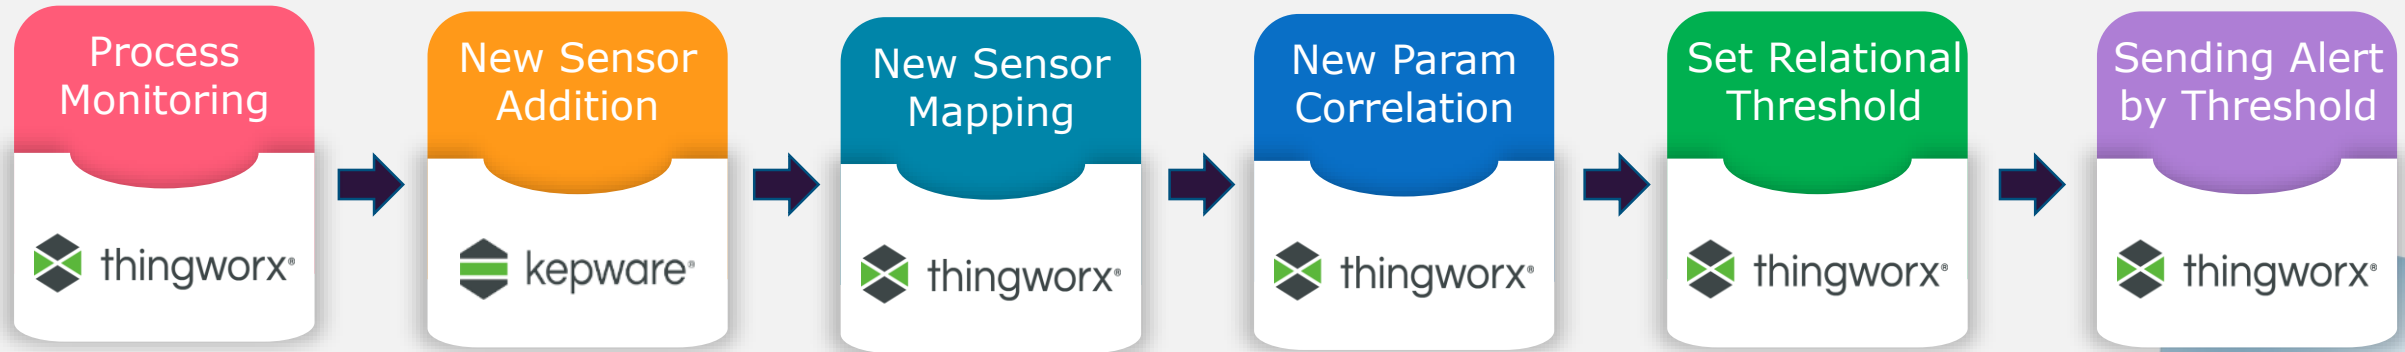 Process
Monitoring
thingworx®
New Sensor
Addition
kepware®
New Sensor
Mapping
thingworx®
New Param
Correlation
thingworx®
Set Relational
Threshold
thingworx®
Sending Alert
by Threshold
thingworx®